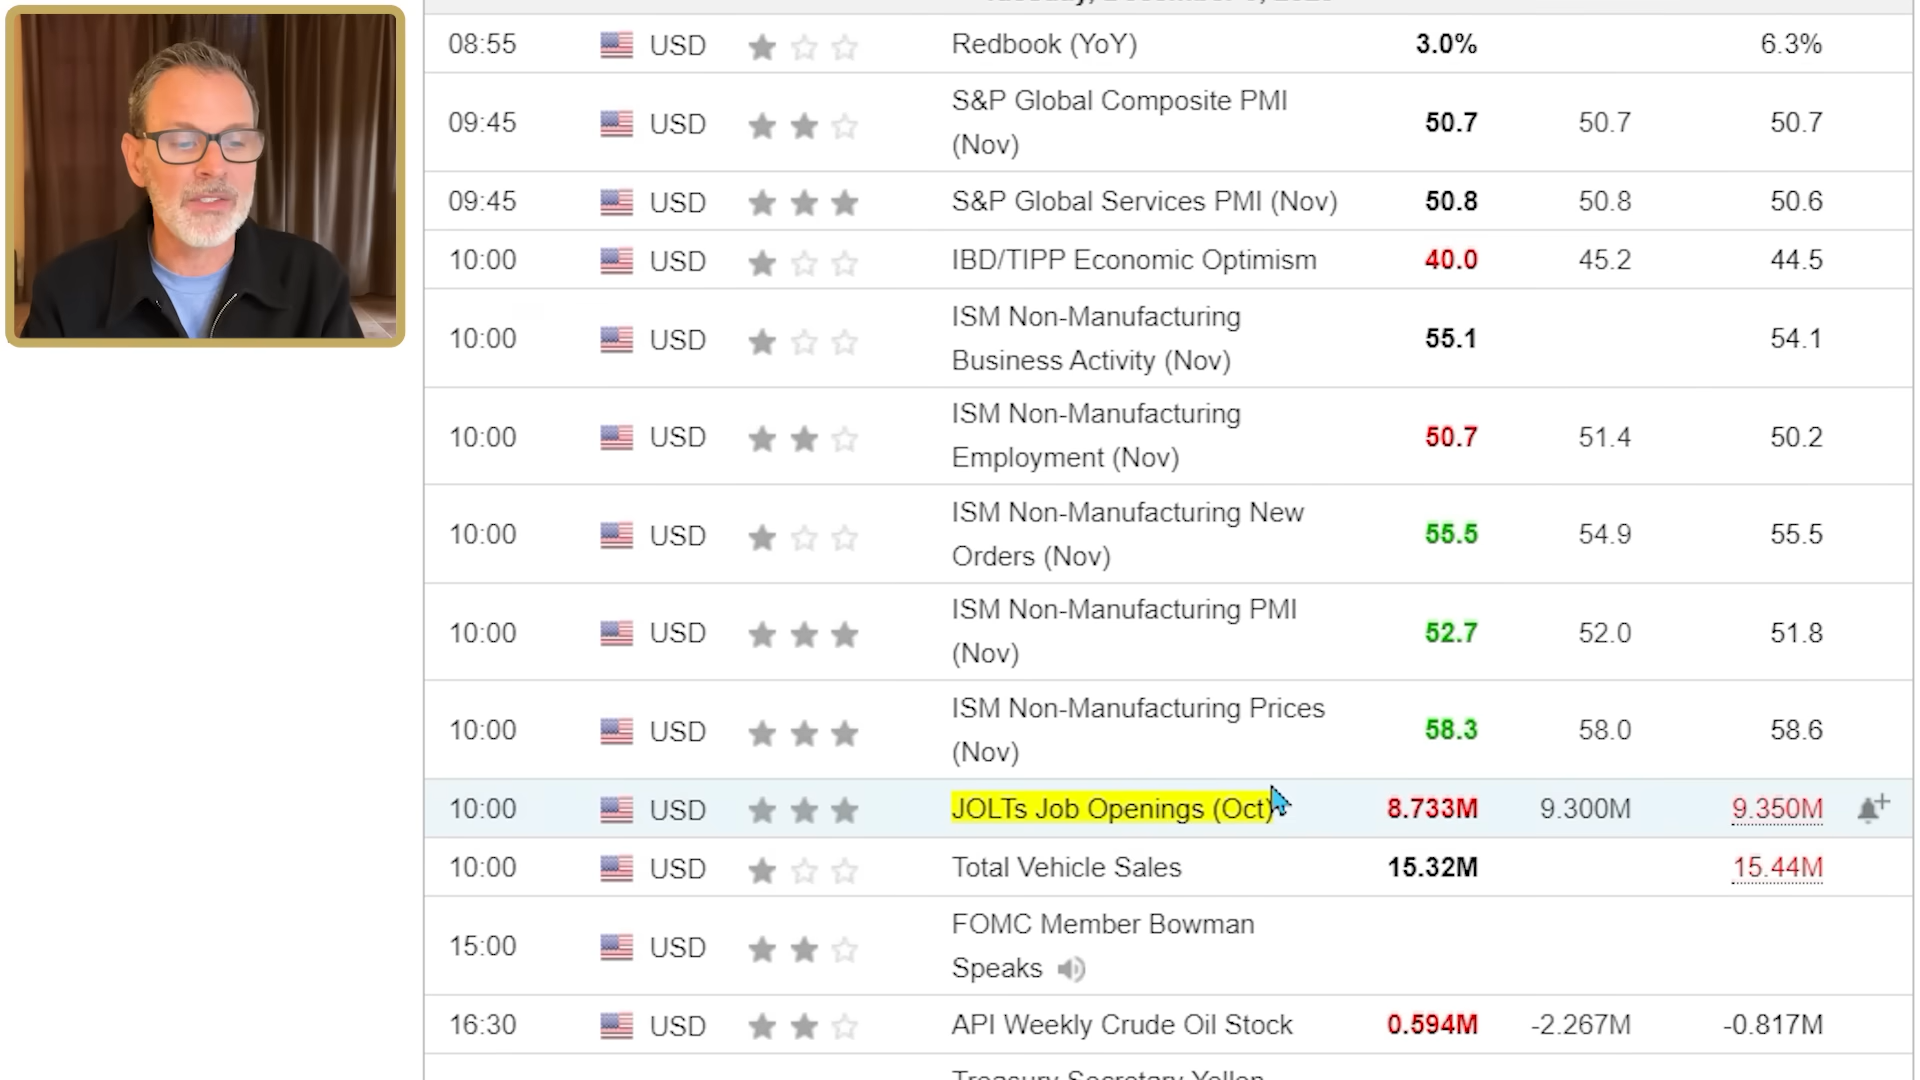 08:55 USD Redbook (YoY) 3.0% 6.3%
09:45 USD S&P Global Composite PMI (Nov) 50.7 50.7 50.7
09:45 USD S&P Global Services PMI (Nov) 50.8 50.8 50.6
10:00 USD IBD/TIPP Economic Optimism 40.0 45.2 44.5
10:00 USD ISM Non-Manufacturing Business Activity (Nov) 55.1 54.1
10:00 USD ISM Non-Manufacturing Employment (Nov) 50.7 51.4 50.2
10:00 USD ISM Non-Manufacturing New Orders (Nov) 55.5 54.9 55.5
10:00 USD ISM Non-Manufacturing PMI (Nov) 52.7 52.0 51.8
10:00 USD ISM Non-Manufacturing Prices (Nov) 58.3 58.0 58.6
10:00 USD JOLTs Job Openings (Oct) 8.733M 9.300M 9.350M
10:00 USD Total Vehicle Sales 15.32M 15.44M
15:00 USD FOMC Member Bowman Speaks
16:30 USD API Weekly Crude Oil Stock 0.594M -2.267M -0.817M
Treasury Secretary Yellen